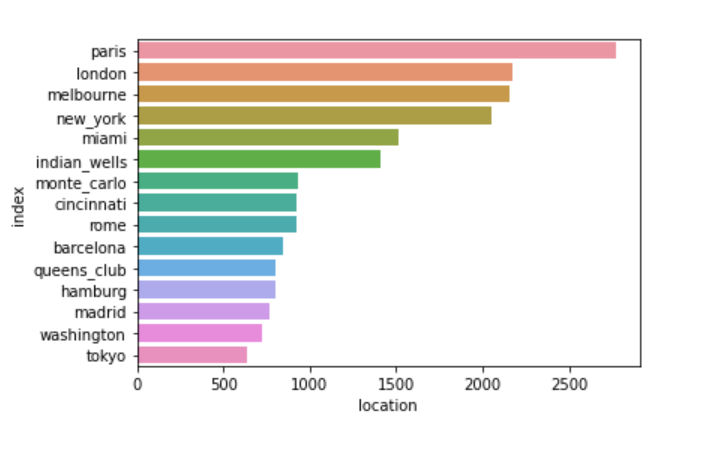 paris
london
melbourne
new_york
miami
indian_wells
monte_carlo
cincinnati
rome
barcelona
queens_club
hamburg
madrid
washington
tokyo
index
0 500 1000 1500 2000 2500
location